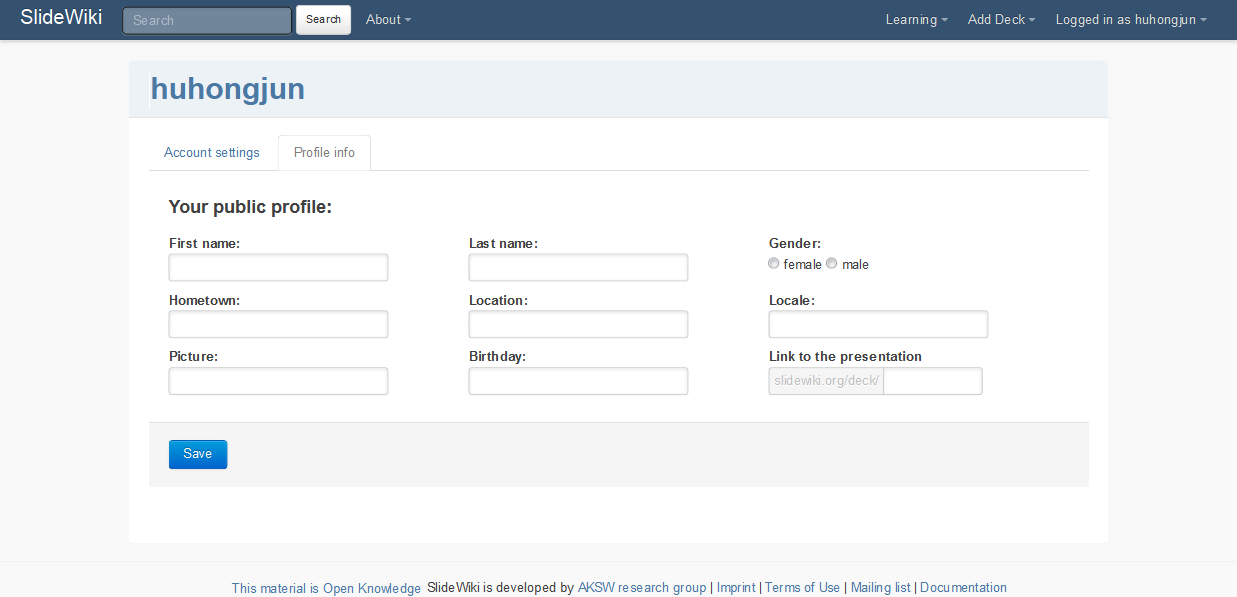 SlideWiki Search Search About Learning Add Deck Logged in as huhongjun
huhongjun
Account settings Profile info
Your public profile:
First name: Last name: Gender:
female male
Hometown: Location: Locale:
Picture: Birthday: Link to the presentation
slidewiki.org/deck/
Save
This material is Open Knowledge SlideWiki is developed by AKSW research group | Imprint | Terms of Use | Mailing list | Documentation